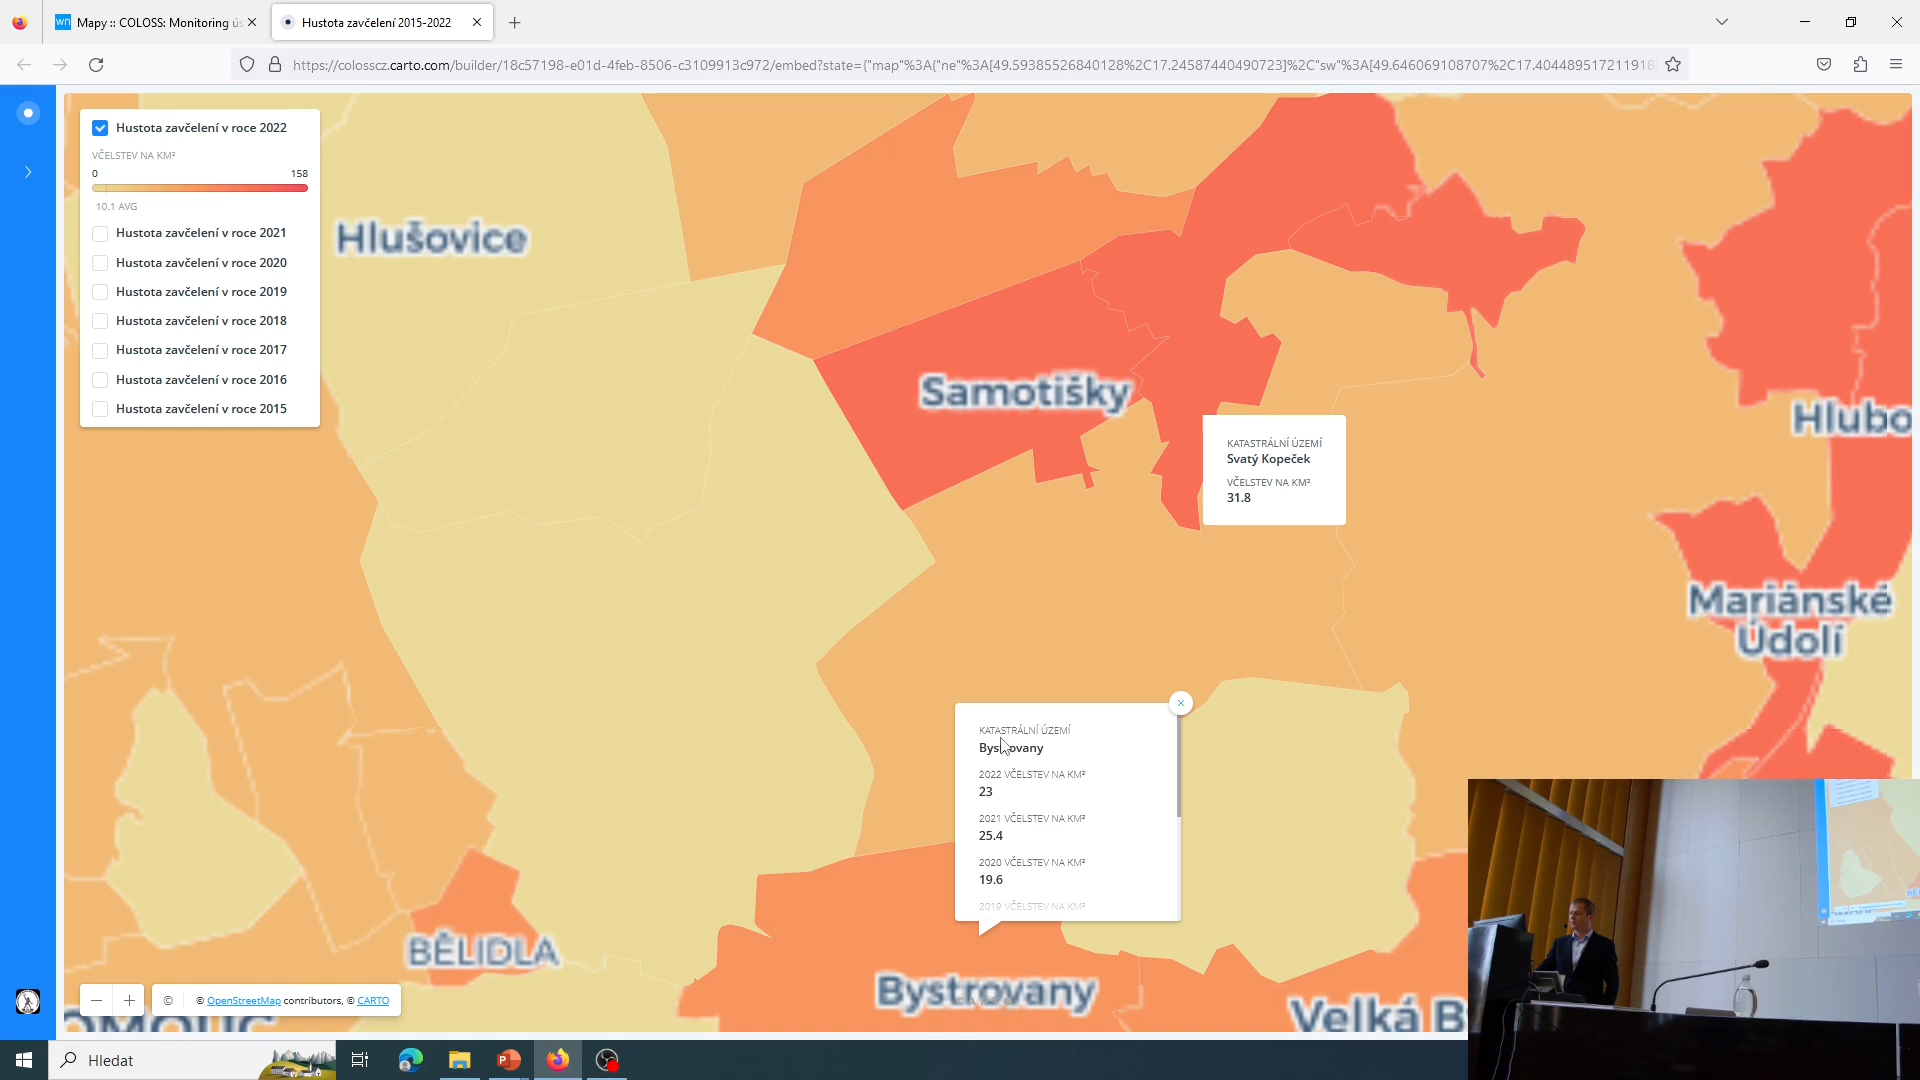 Mapy :: COLOSS: Monitoring ús
Hustota zavčelení 2015-2022
https://colosscz.carto.com/builder/18c57198-e01d-4feb-8506-c3109913c972/embed?state={"map"%3A{"ne"%3A[49.59385526840128%2C17.24587440490723]%2C"sw"%3A[49.646069108707%2C17.404489517211918]
Hustota zavčelení v roce 2022
VČELSTEV NA KM²
0 158
10.1 AVG
Hustota zavčelení v roce 2021
Hustota zavčelení v roce 2020
Hustota zavčelení v roce 2019
Hustota zavčelení v roce 2018
Hustota zavčelení v roce 2017
Hustota zavčelení v roce 2016
Hustota zavčelení v roce 2015
Hlušovice
Samotišky
Hlubo
KATASTRÁLNÍ ÚZEMÍ
Svatý Kopeček
VČELSTEV NA KM²
31.8
Mariánské
Údolí
KATASTRÁLNÍ ÚZEMÍ
Bystrovany
2022 VČELSTEV NA KM²
23
2021 VČELSTEV NA KM²
25.4
2020 VČELSTEV NA KM²
19.6
2019 VČELSTEV NA KM²
BĚLIDLA
Bystrovany
Velká B
© © OpenStreetMap contributors, © CARTO
OMOUC
Hledat